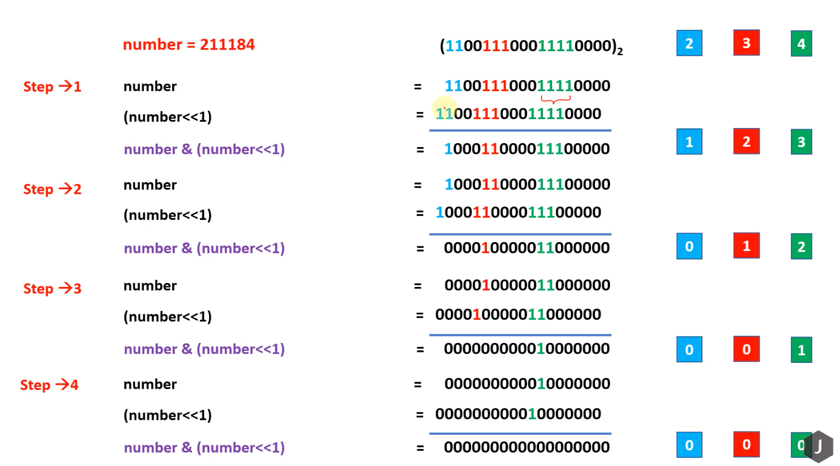 number = 211184 (110011100011110000)2 2 3 4
Step →1 number = 110011100011110000
(number<<1) = 110011100011110000
number & (number<<1) = 100011000011100000 1 2 3
Step →2 number = 100011000011100000
(number<<1) = 100011000011100000
number & (number<<1) = 000010000011000000 0 1 2
Step →3 number = 000010000011000000
(number<<1) = 000010000011000000
number & (number<<1) = 000000000010000000 0 0 1
Step →4 number = 000000000010000000
(number<<1) = 000000000010000000
number & (number<<1) = 000000000000000000 0 0 0
J